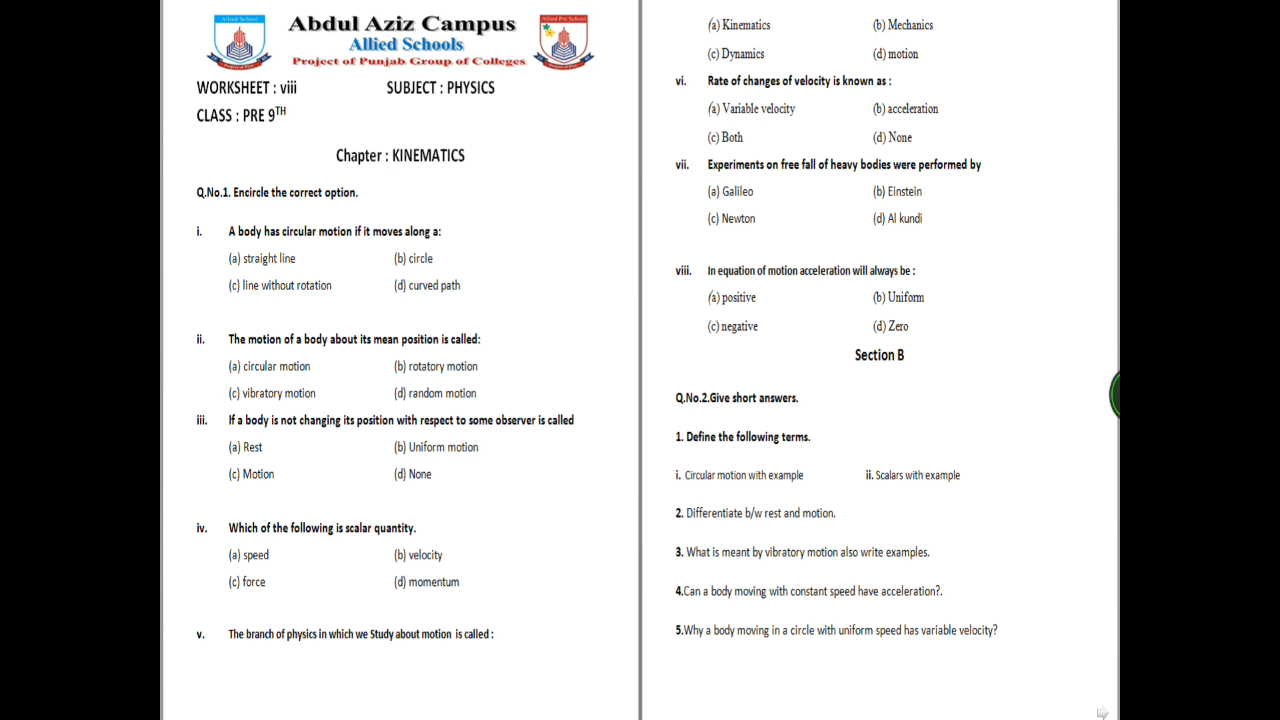 Allied School
Allied Pre School
Abdul Aziz Campus
Allied Schools
Project of Punjab Group of Colleges
WORKSHEET : viii SUBJECT : PHYSICS
CLASS : PRE 9TH
Chapter : KINEMATICS
Q.No.1. Encircle the correct option.
i. A body has circular motion if it moves along a:
(a) straight line (b) circle
(c) line without rotation (d) curved path
ii. The motion of a body about its mean position is called:
(a) circular motion (b) rotatory motion
(c) vibratory motion (d) random motion
iii. If a body is not changing its position with respect to some observer is called
(a) Rest (b) Uniform motion
(c) Motion (d) None
iv. Which of the following is scalar quantity.
(a) speed (b) velocity
(c) force (d) momentum
v. The branch of physics in which we Study about motion is called :
(a) Kinematics (b) Mechanics
(c) Dynamics (d) motion
vi. Rate of changes of velocity is known as :
(a) Variable velocity (b) acceleration
(c) Both (d) None
vii. Experiments on free fall of heavy bodies were performed by
(a) Galileo (b) Einstein
(c) Newton (d) Al kundi
viii. In equation of motion acceleration will always be :
(a) positive (b) Uniform
(c) negative (d) Zero
Section B
Q.No.2.Give short answers.
1. Define the following terms.
i. Circular motion with example ii. Scalars with example
2. Differentiate b/w rest and motion.
3. What is meant by vibratory motion also write examples.
4.Can a body moving with constant speed have acceleration?.
5.Why a body moving in a circle with uniform speed has variable velocity?